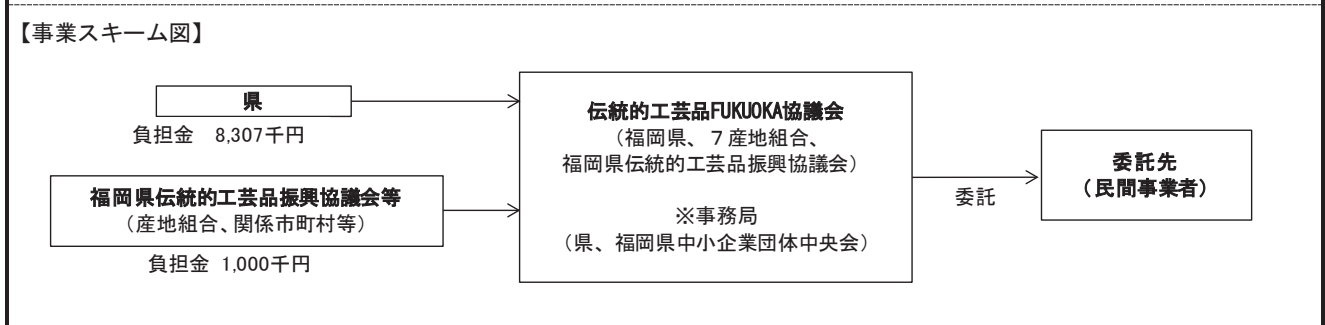 【事業スキーム図】
県
負担金 8,307千円
福岡県伝統的工芸品振興協議会等
(産地組合、関係市町村等)
負担金 1,000千円
伝統的工芸品FUKUOKA協議会
(福岡県、7産地組合、
福岡県伝統的工芸品振興協議会)
※事務局
(県、福岡県中小企業団体中央会)
委託
委託先
(民間事業者)